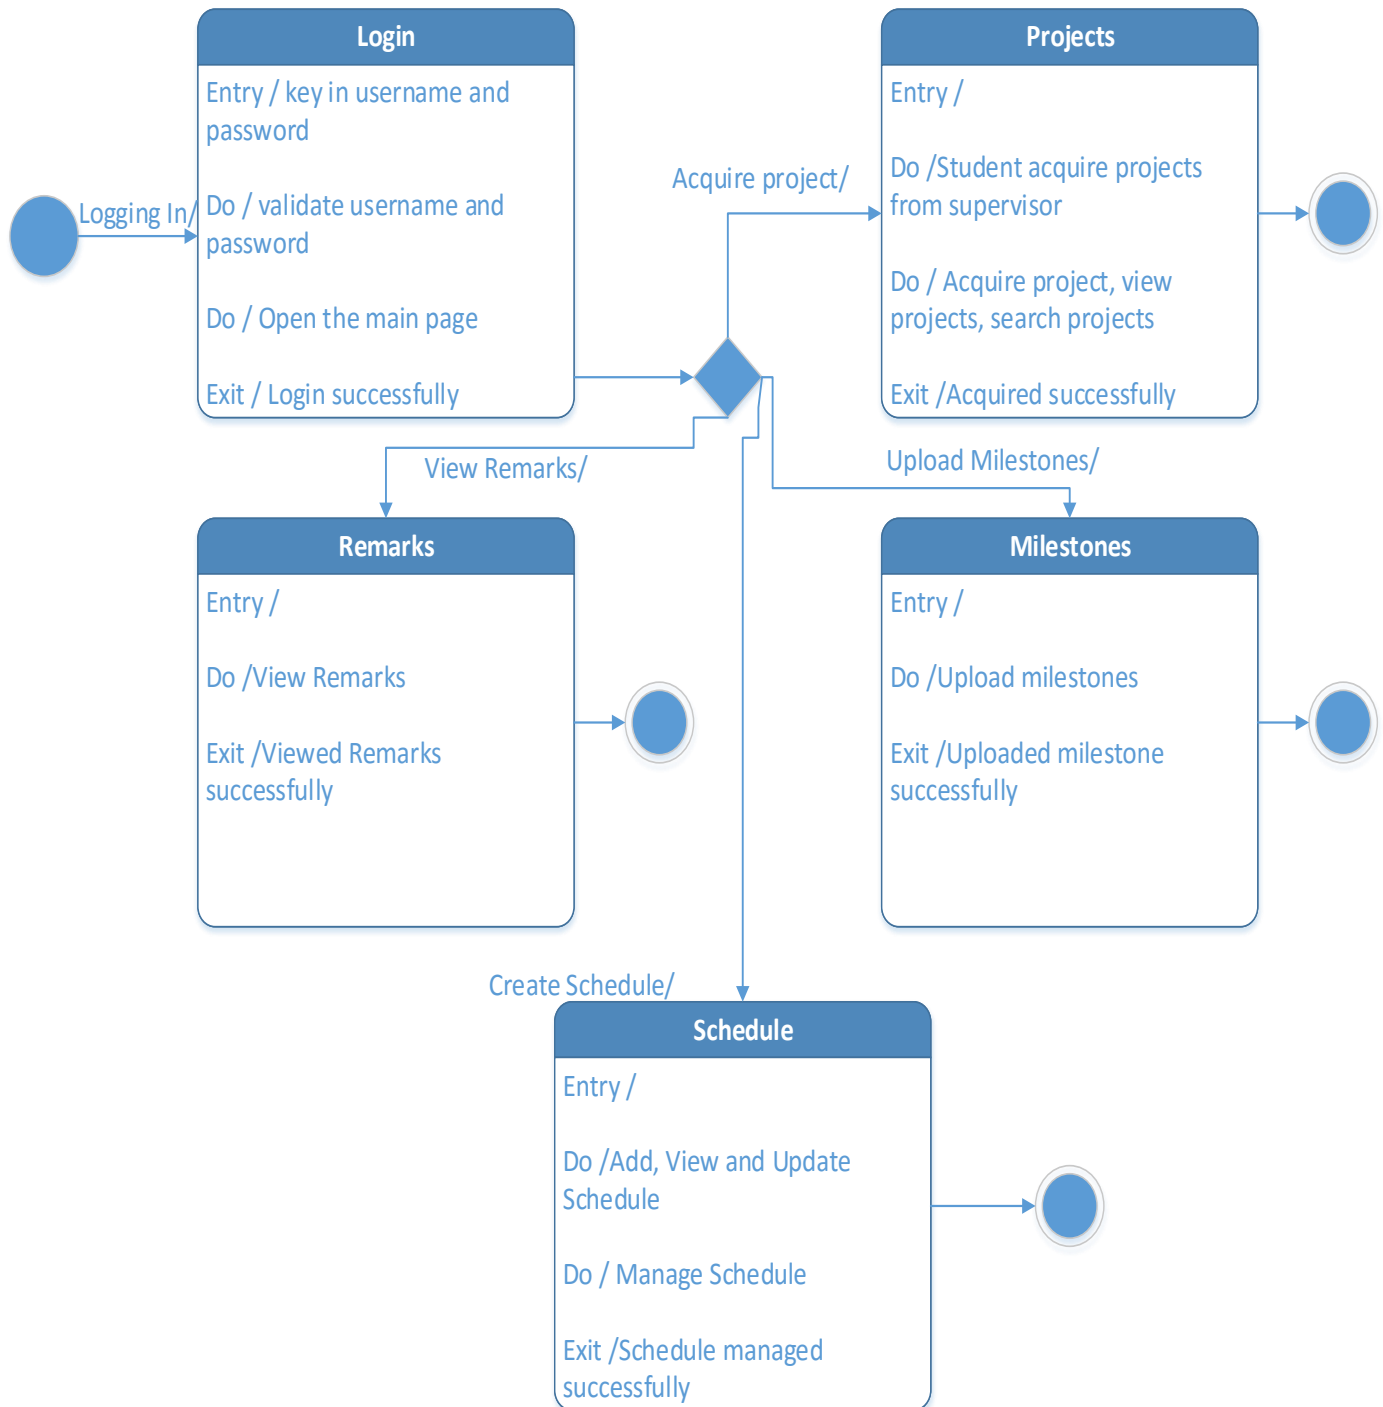 Login
Entry / key in username and
password
Do / validate username and
password
Do / Open the main page
Exit / Login successfully
Logging In/
Projects
Entry /
Do /Student acquire projects
from supervisor
Do / Acquire project, view
projects, search projects
Exit /Acquired successfully
Acquire project/
View Remarks/
Upload Milestones/
Remarks
Entry /
Do /View Remarks
Exit /Viewed Remarks
successfully
Milestones
Entry /
Do /Upload milestones
Exit /Uploaded milestone
successfully
Create Schedule/
Schedule
Entry /
Do /Add, View and Update
Schedule
Do / Manage Schedule
Exit /Schedule managed
successfully